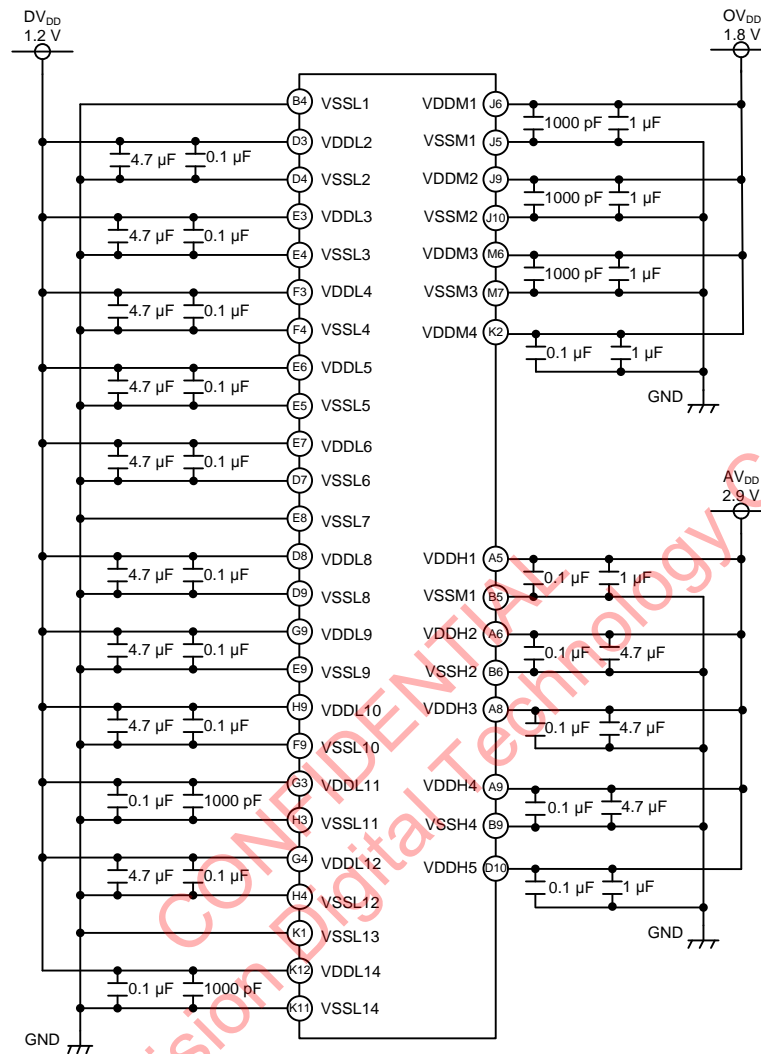 DVDD
1.2 V
OVDD
1.8 V
B4 VSSL1 VDDM1 J6
1000 pF 1 µF
D3 VDDL2 VSSM1 J5
4.7 µF 0.1 µF
D4 VSSL2 VDDM2 J9
1000 pF 1 µF
E3 VDDL3 VSSM2 J10
4.7 µF 0.1 µF
E4 VSSL3 VDDM3 M6
1000 pF 1 µF
F3 VDDL4 VSSM3 M7
4.7 µF 0.1 µF
F4 VSSL4 VDDM4 K2
0.1 µF 1 µF
E6 VDDL5
4.7 µF 0.1 µF
GND
E5 VSSL5
E7 VDDL6
4.7 µF 0.1 µF
D7 VSSL6
AVDD
2.9 V
E8 VSSL7
D8 VDDL8 VDDH1 A5
4.7 µF 0.1 µF
0.1 µF 1 µF
D9 VSSL8 VSSM1 B5
G9 VDDL9 VDDH2 A6
4.7 µF 0.1 µF
0.1 µF 4.7 µF
E9 VSSL9 VSSH2 B6
H9 VDDL10 VDDH3 A8
4.7 µF 0.1 µF
0.1 µF 4.7 µF
F9 VSSL10
G3 VDDL11 VDDH4 A9
0.1 µF 1000 pF
0.1 µF 4.7 µF
H3 VSSL11 VSSH4 B9
G4 VDDL12 VDDH5 D10
4.7 µF 0.1 µF
0.1 µF 1 µF
H4 VSSL12
K1 VSSL13
GND
K12 VDDL14
0.1 µF 1000 pF
K11 VSSL14
GND
CONFIDENTIAL
Digital Technology